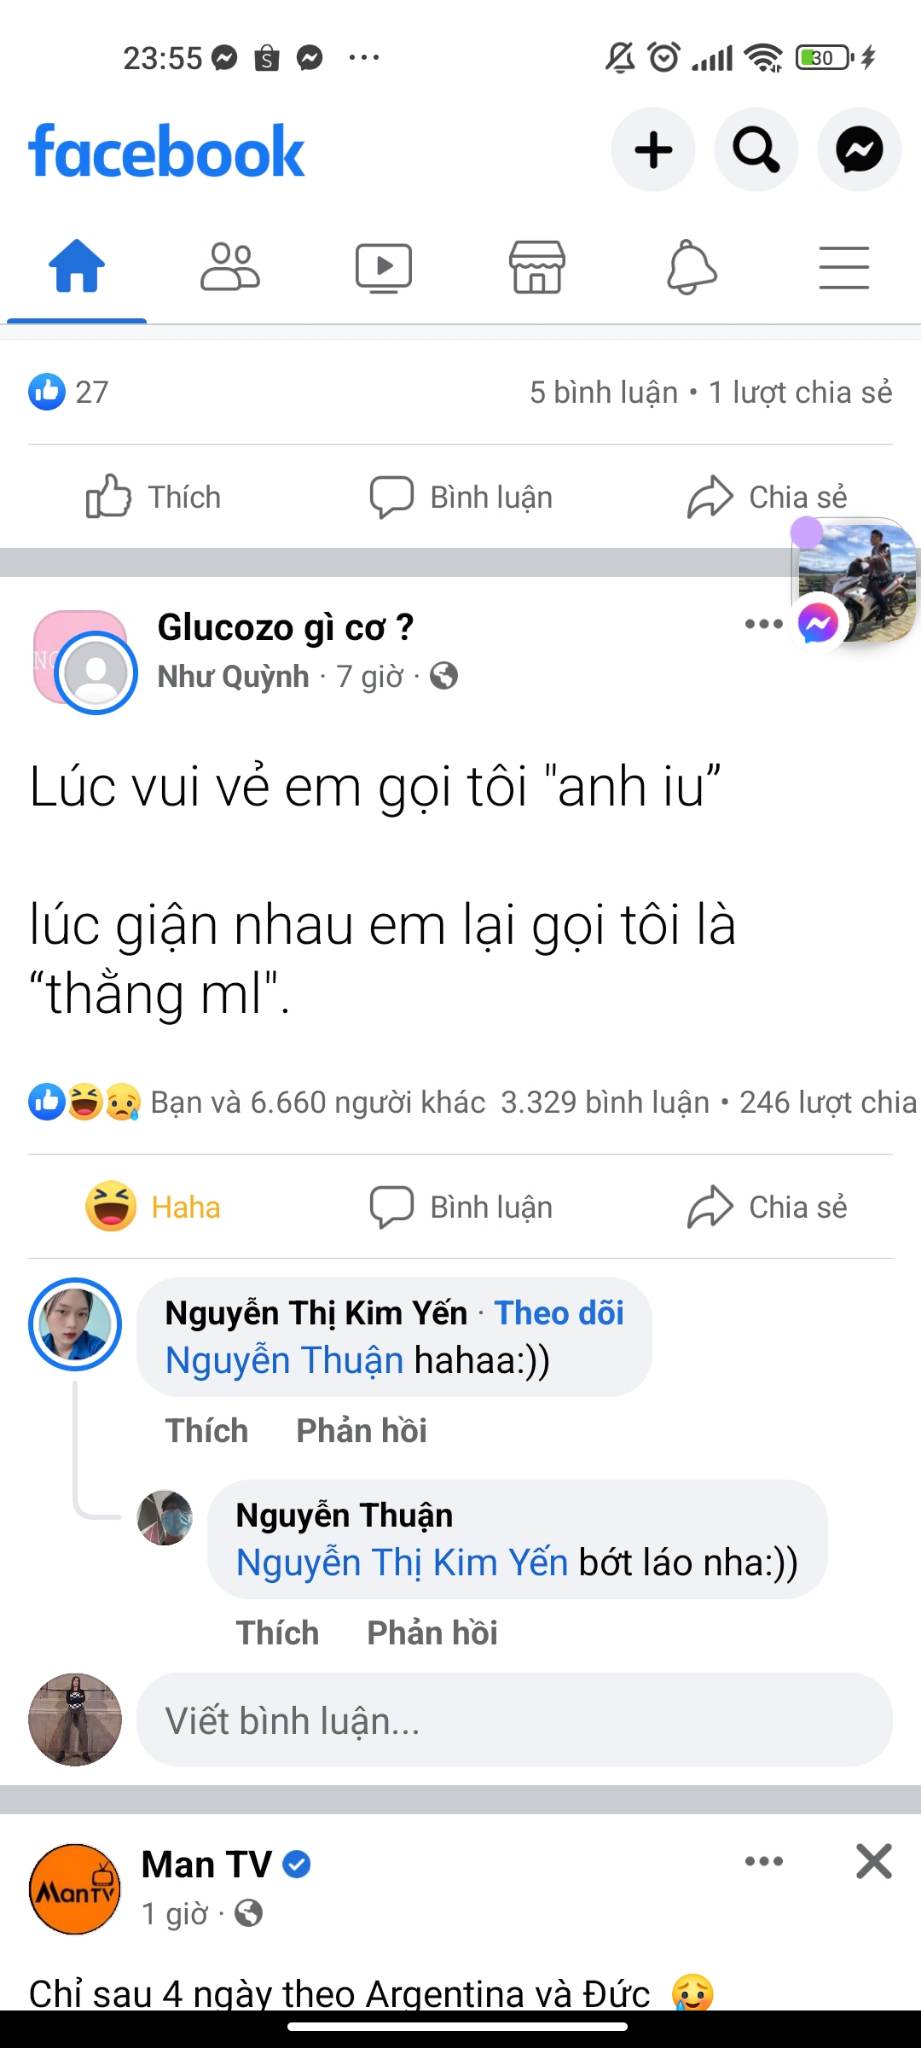 23:55
30
facebook
27
5 bình luận • 1 lượt chia sẻ
Thích
Bình luận
Chia sẻ
Glucozo gì cơ ?
Như Quỳnh · 7 giờ ·
Lúc vui vẻ em gọi tôi "anh iu”
lúc giận nhau em lại gọi tôi là
“thằng ml".
Bạn và 6.660 người khác 3.329 bình luận • 246 lượt chia
Haha
Bình luận
Chia sẻ
Nguyễn Thị Kim Yến · Theo dõi
Nguyễn Thuận hahaa:))
Thích Phản hồi
Nguyễn Thuận
Nguyễn Thị Kim Yến bớt láo nha:))
Thích Phản hồi
Viết bình luận...
ManTV
Man TV
1 giờ ·
Chỉ sau 4 ngày theo Argentina và Đức 🥲